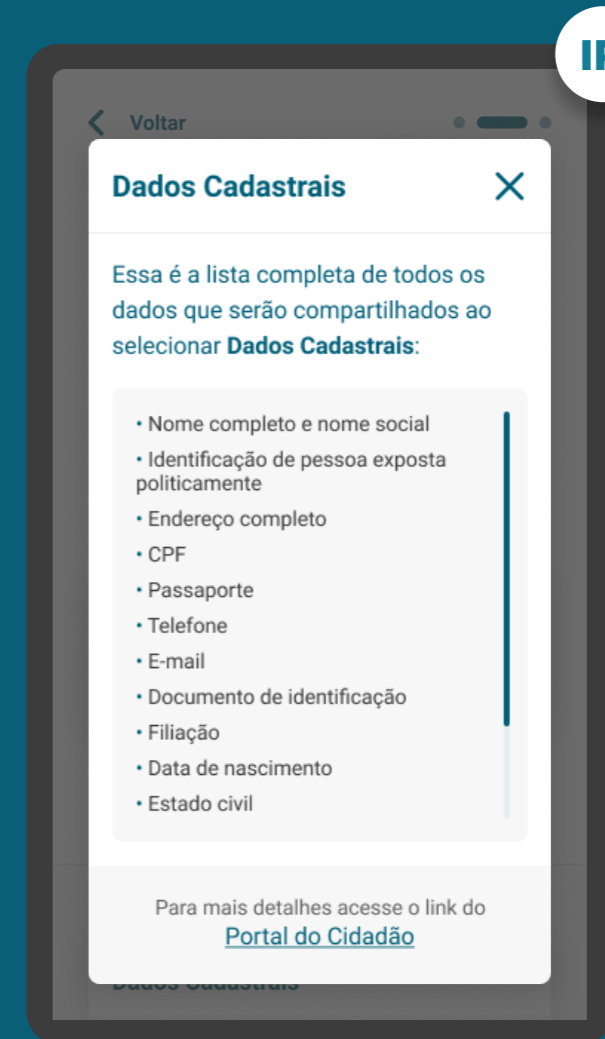 IP
Voltar
Dados Cadastrais
Essa é a lista completa de todos os
dados que serão compartilhados ao
selecionar Dados Cadastrais:
• Nome completo e nome social
• Identificação de pessoa exposta
politicamente
• Endereço completo
• CPF
• Passaporte
• Telefone
• E-mail
• Documento de identificação
• Filiação
• Data de nascimento
• Estado civil
Para mais detalhes acesse o link do
Portal do Cidadão
Dados Cadastrais